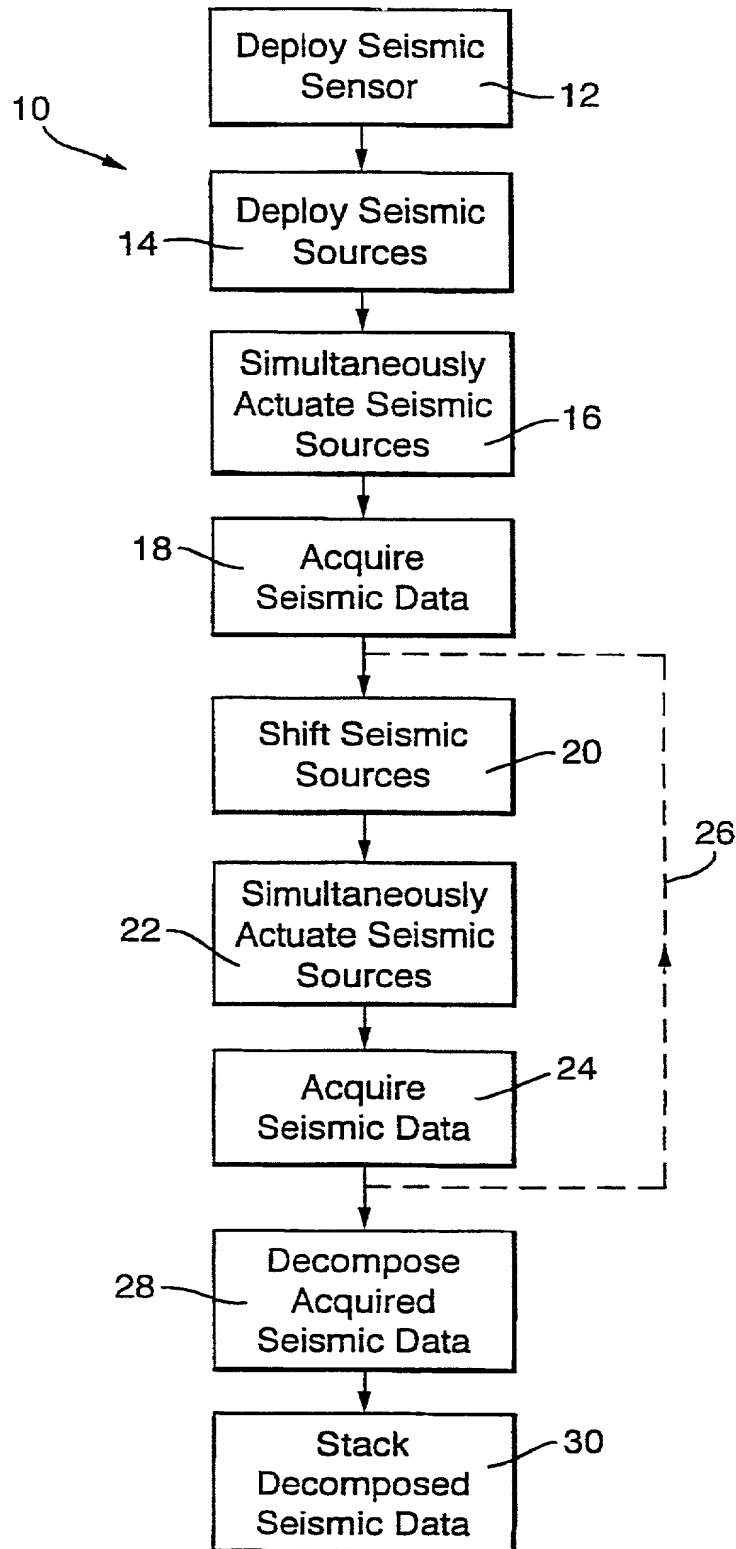 Deploy Seismic
Sensor
12
10
Deploy Seismic
Sources
14
Simultaneously
Actuate Seismic
Sources
16
18
Acquire
Seismic Data
Shift Seismic
Sources
20
26
Simultaneously
Actuate Seismic
Sources
22
24
Acquire
Seismic Data
Decompose
Acquired
Seismic Data
28
Stack
Decomposed
Seismic Data
30